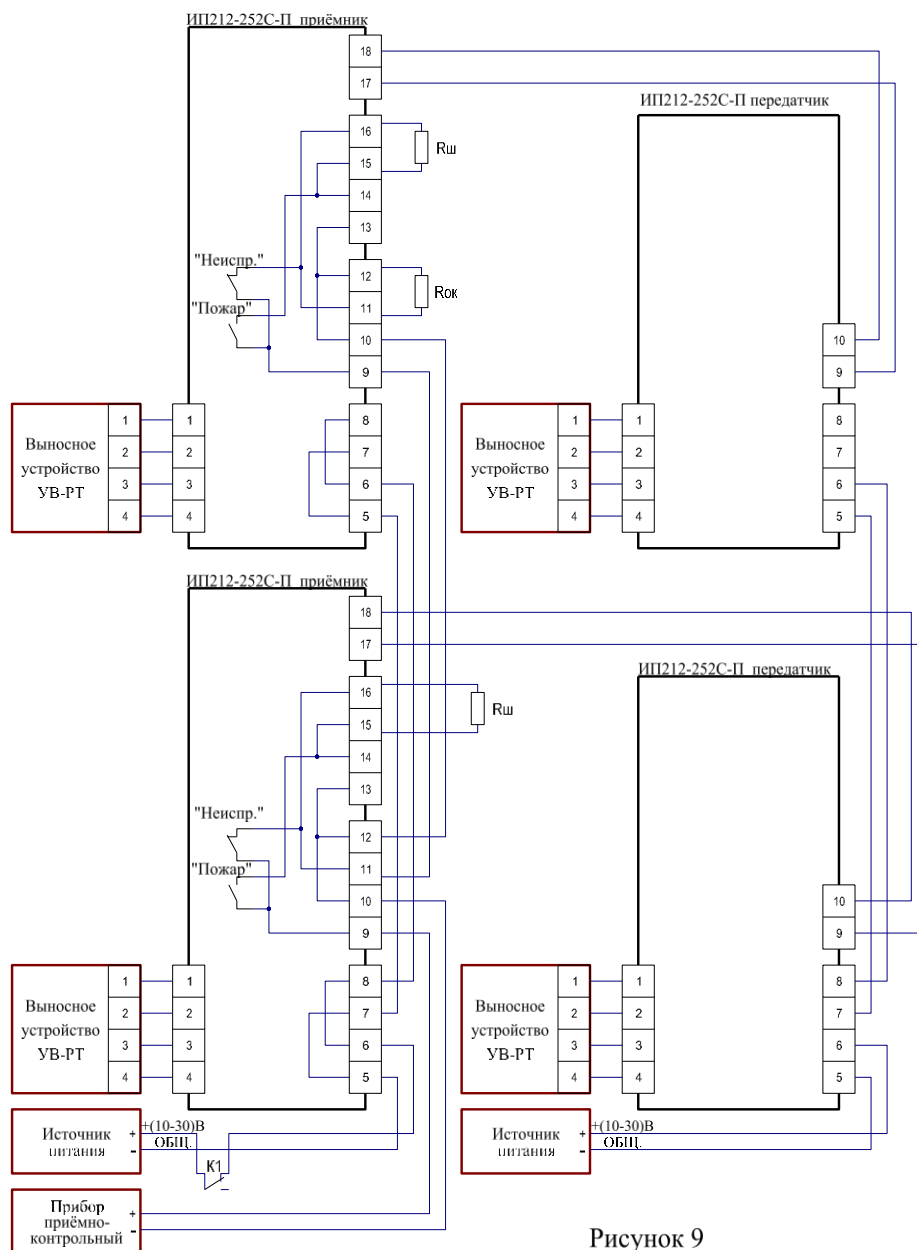 ИП212-252С-П приёмник
18
17
16
15
14
13
12
11
10
9
8
7
6
5
Rш
Rок
"Неиспр."
"Пожар"
Выносное
устройство
УВ-РТ
1
2
3
4
1
2
3
4
ИП212-252С-П передатчик
10
9
8
7
6
5
Выносное
устройство
УВ-РТ
1
2
3
4
1
2
3
4
ИП212-252С-П приёмник
18
17
16
15
14
13
12
11
10
9
8
7
6
5
Rш
"Неиспр."
"Пожар"
Выносное
устройство
УВ-РТ
1
2
3
4
1
2
3
4
ИП212-252С-П передатчик
10
9
8
7
6
5
Выносное
устройство
УВ-РТ
1
2
3
4
1
2
3
4
Источник
питания
+
-
+(10-30)В
ОБЩ.
К1
Источник
питания
+
-
+(10-30)В
ОБЩ.
Прибор
приёмно-
контрольный
+
-
Рисунок 9